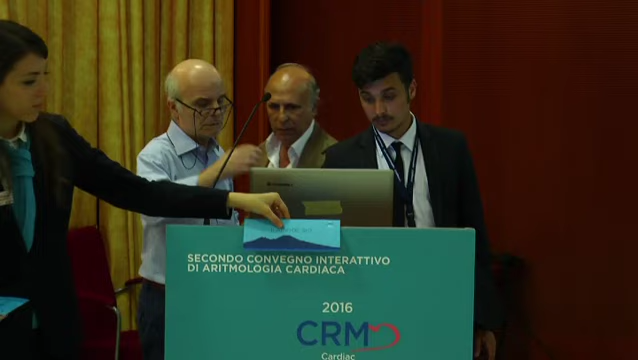 SECONDO CONVEGNO INTERATTIVO
DI ARITMOLOGIA CARDIACA
2016
CRM
Cardiac